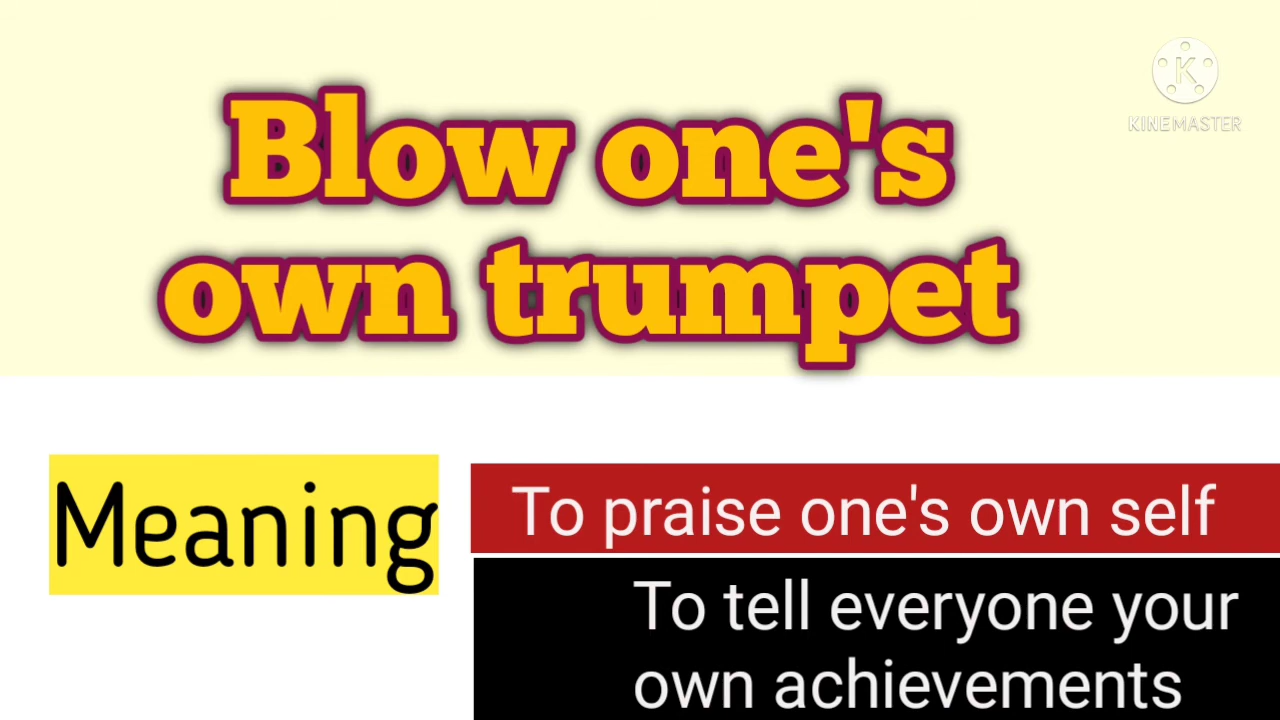 Blow one's
own trumpet
K
KINEMASTER
Meaning
To praise one's own self
To tell everyone your
own achievements